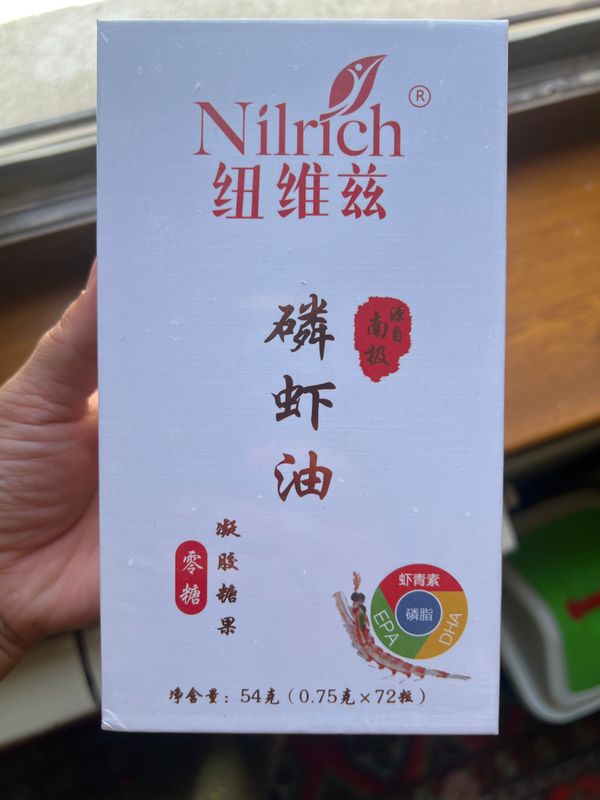 Nilrich®
纽维兹
磷虾油
源自
南极
凝胶糖果
零糖
虾青素
磷脂
EPA
DHA
净含量：54克（0.75克×72粒）